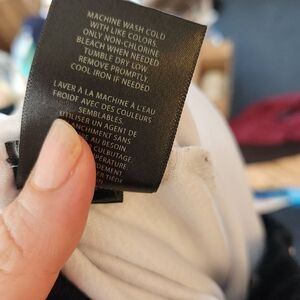 MACHINE WASH COLD
WITH LIKE COLORS.
ONLY NON-CHLORINE
BLEACH WHEN NEEDED
TUMBLE DRY LOW
REMOVE PROMPTLY
COOL IRON IF NEEDED
LAVER À LA MACHINE À L'EAU
FROIDE AVEC DES COULEURS
SEMBLABLES.
UTILISER UN AGENT DE
BLANCHIMENT SANS
AU BESOIN
CULBUTAGE